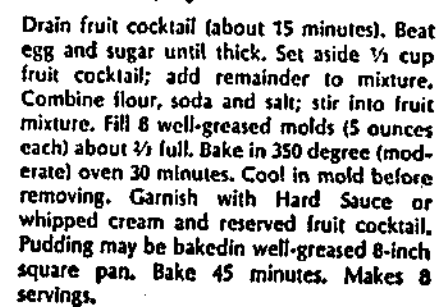 Drain fruit cocktail (about 15 minutes). Beat
egg and sugar until thick. Set aside ⅓ cup
fruit cocktail; add remainder to mixture.
Combine flour, soda and salt; stir into fruit
mixture. Fill 8 well-greased molds (5 ounces
each) about ⅔ full. Bake in 350 degree (mod-
erate) oven 30 minutes. Cool in mold before
removing. Garnish with Hard Sauce or
whipped cream and reserved fruit cocktail.
Pudding may be bakedin well-greased 8-inch
square pan. Bake 45 minutes. Makes 8
servings.